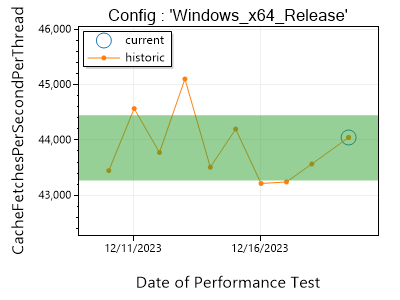 Config : 'Windows_x64_Release'
CacheFetchesPerSecondPerThread
46,000
45,000
44,000
43,000
current
historic
12/11/2023
12/16/2023
Date of Performance Test